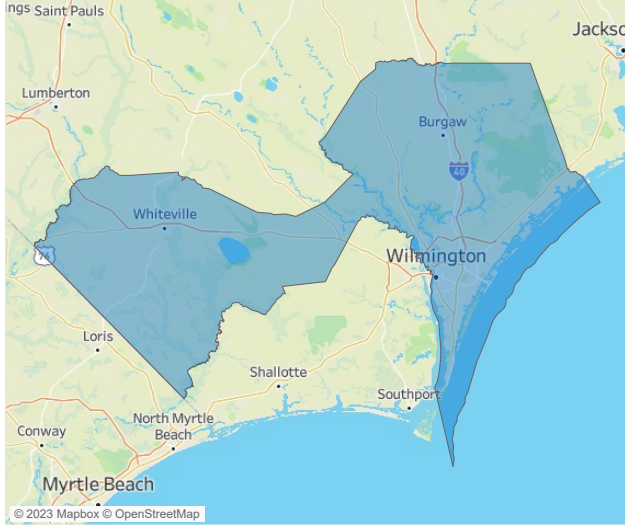 ngs Saint Pauls
Jackso
Lumberton
Burgaw
40
Whiteville
74
Wilmington
Loris
Shallotte
Southport
North Myrtle
Beach
Conway
Myrtle Beach
© 2023 Mapbox © OpenStreetMap